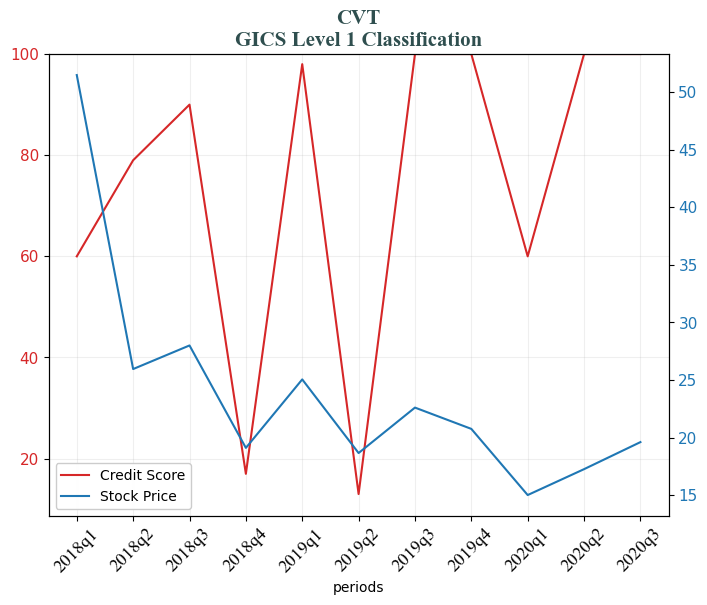 CVT
GICS Level 1 Classification
100
80
60
40
20
50
45
40
35
30
25
20
15
Credit Score
Stock Price
2018q1
2018q2
2018q3
2018q4
2019q1
2019q2
2019q3
2019q4
2020q1
2020q2
2020q3
periods